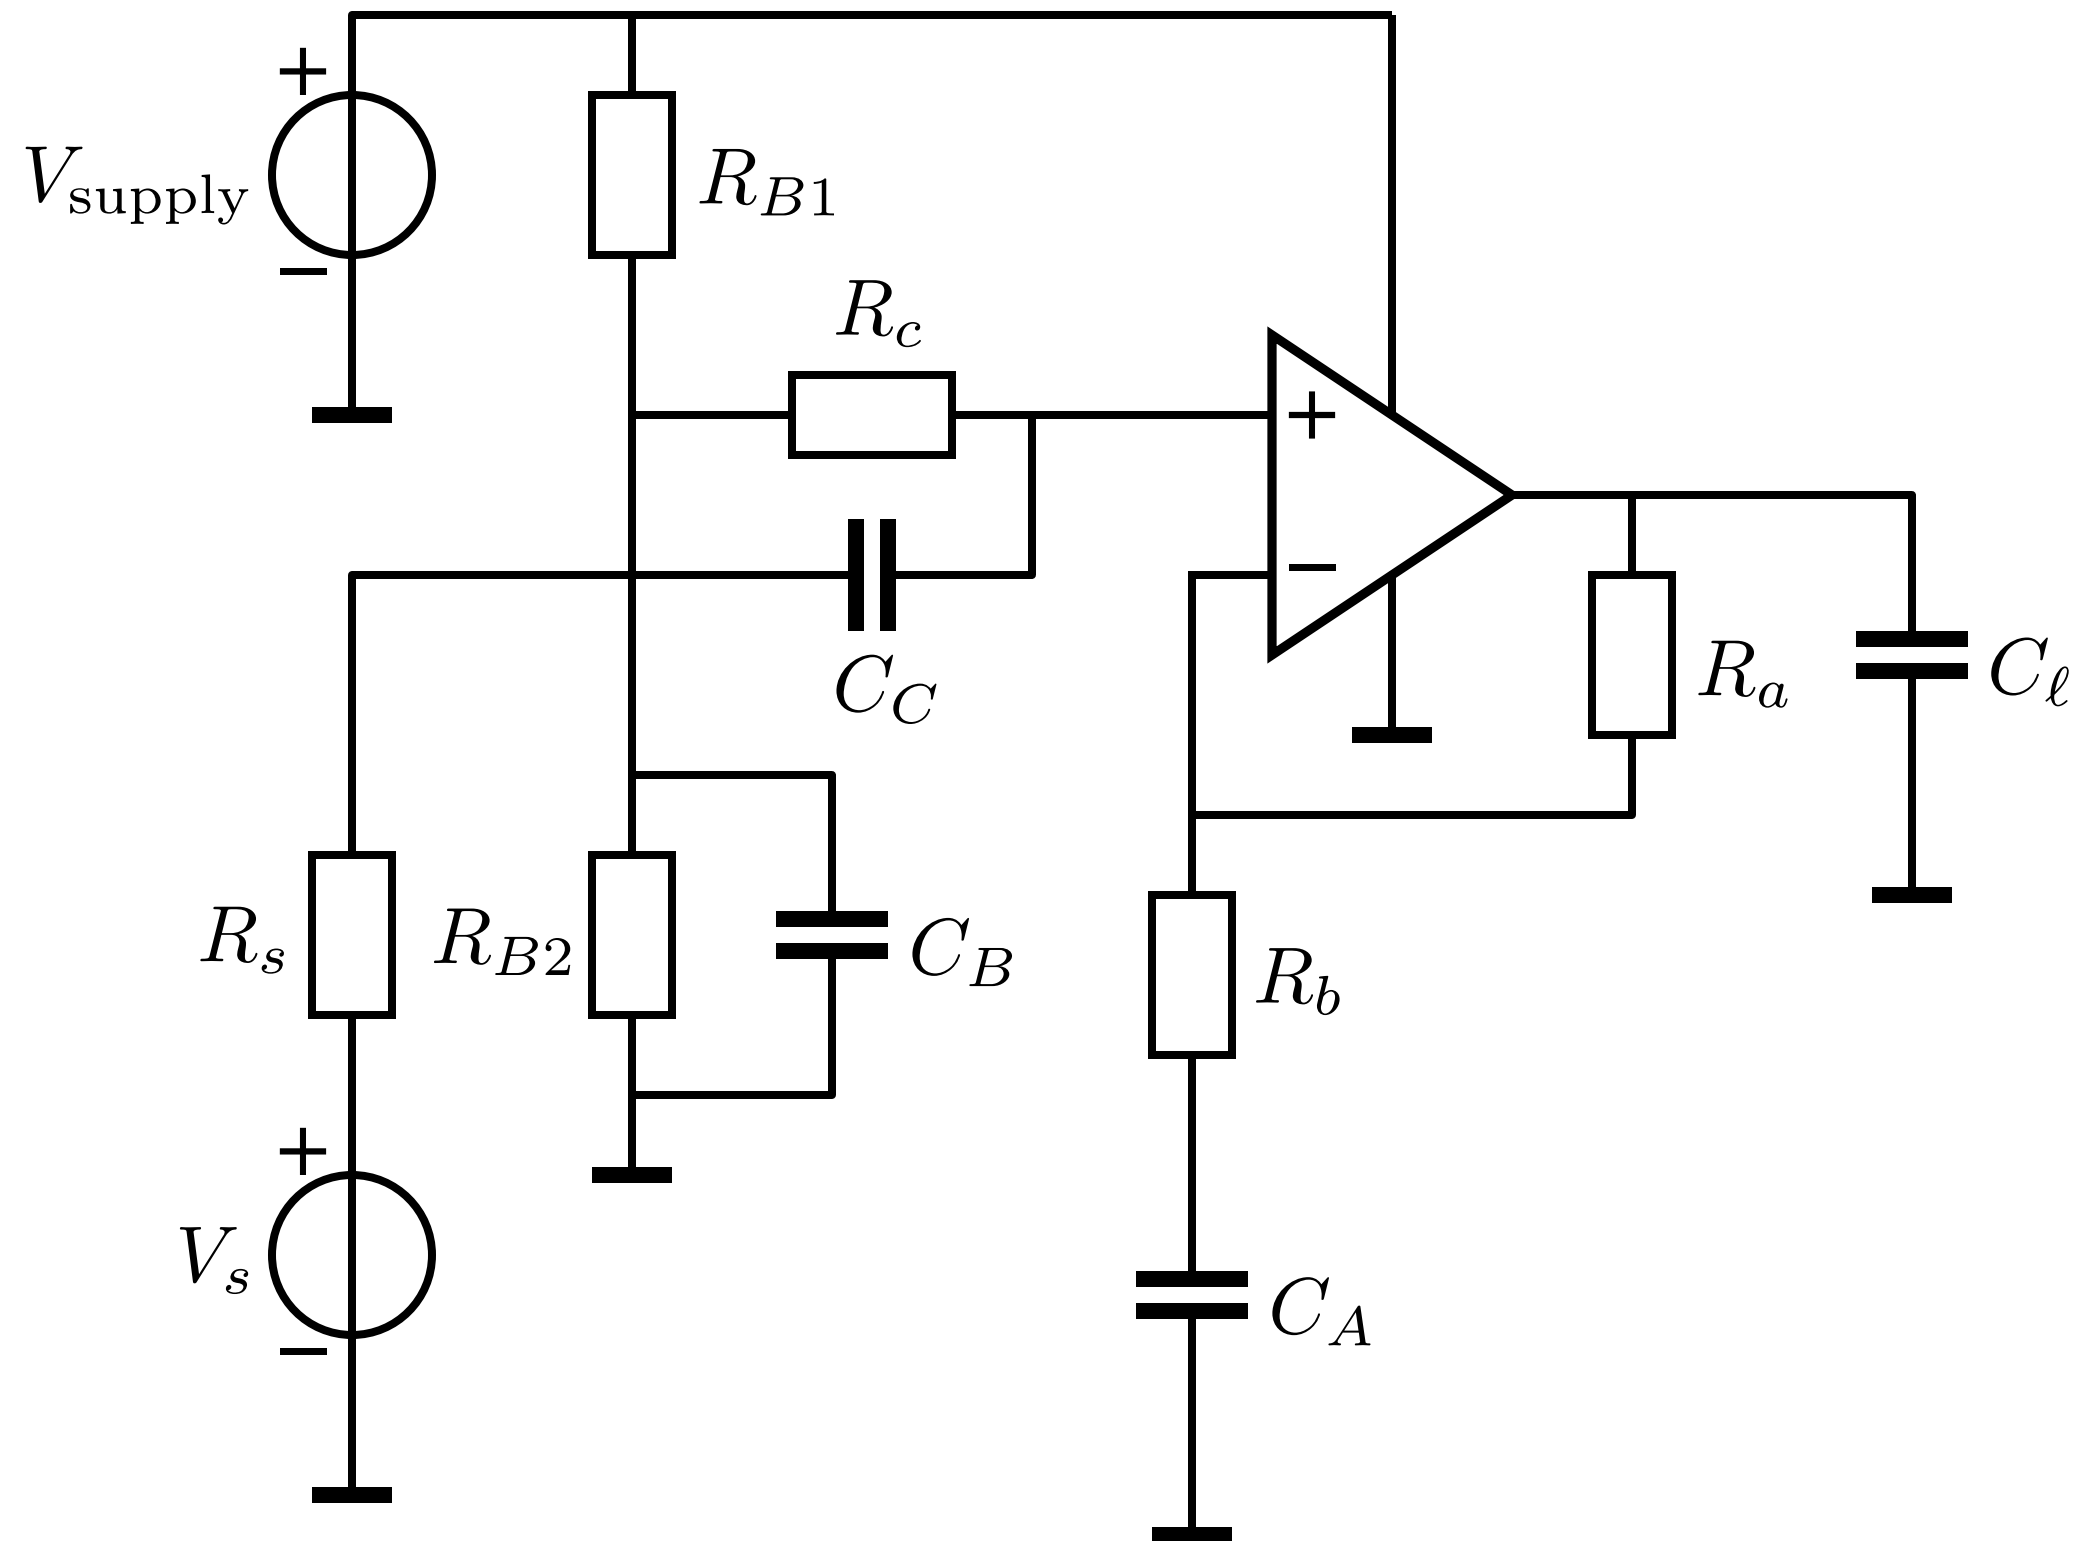 +
V_supply
−
R_B1
R_c
+
−
C_C
R_a
C_ℓ
R_s
R_B2
C_B
R_b
+
V_s
−
C_A